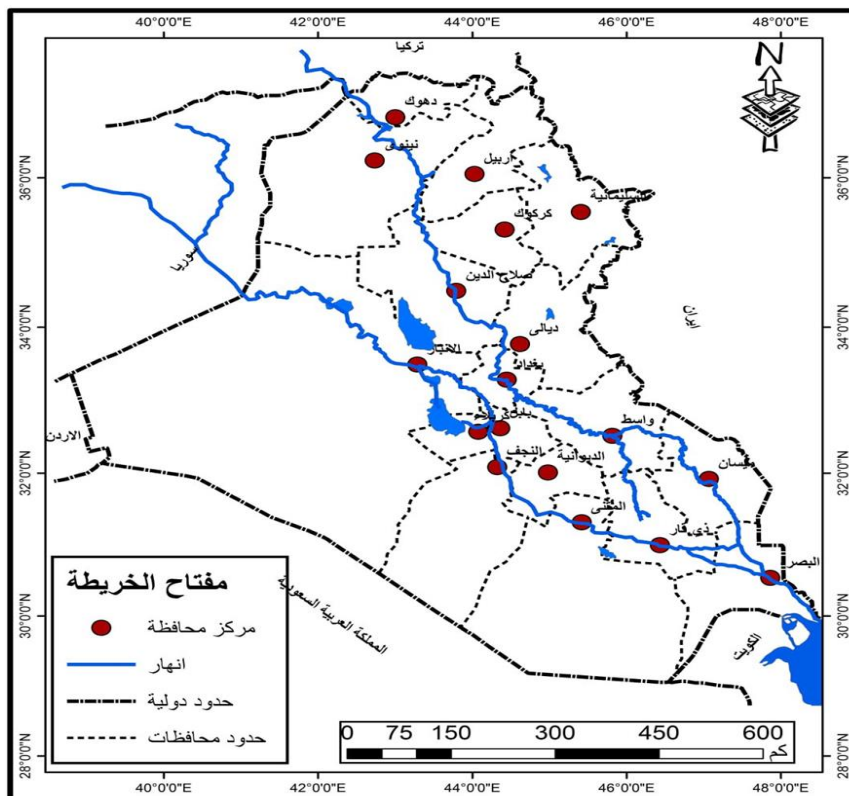 40°0'0"E 42°0'0"E 44°0'0"E 46°0'0"E 48°0'0"E
تركيا
N
دهوك
نينوى
اربيل
36°0'0"N 36°0'0"N
السليمانية
كركوك
سوريا
صلاح الدين
ايران
34°0'0"N 34°0'0"N
ديالى
الانبار
بغداد
واسط
بابل
كربلاء
الاردن
النجف
الديوانية
ميسان
32°0'0"N 32°0'0"N
المثنى
ذي قار
البصر
مفتاح الخريطة
المملكة العربية السعودية
30°0'0"N 30°0'0"N
الكويت
مركز محافظة
انهار
حدود دولية
حدود محافظات
0 75 150 300 450 600
كم
28°0'0"N 28°0'0"N
40°0'0"E 42°0'0"E 44°0'0"E 46°0'0"E 48°0'0"E